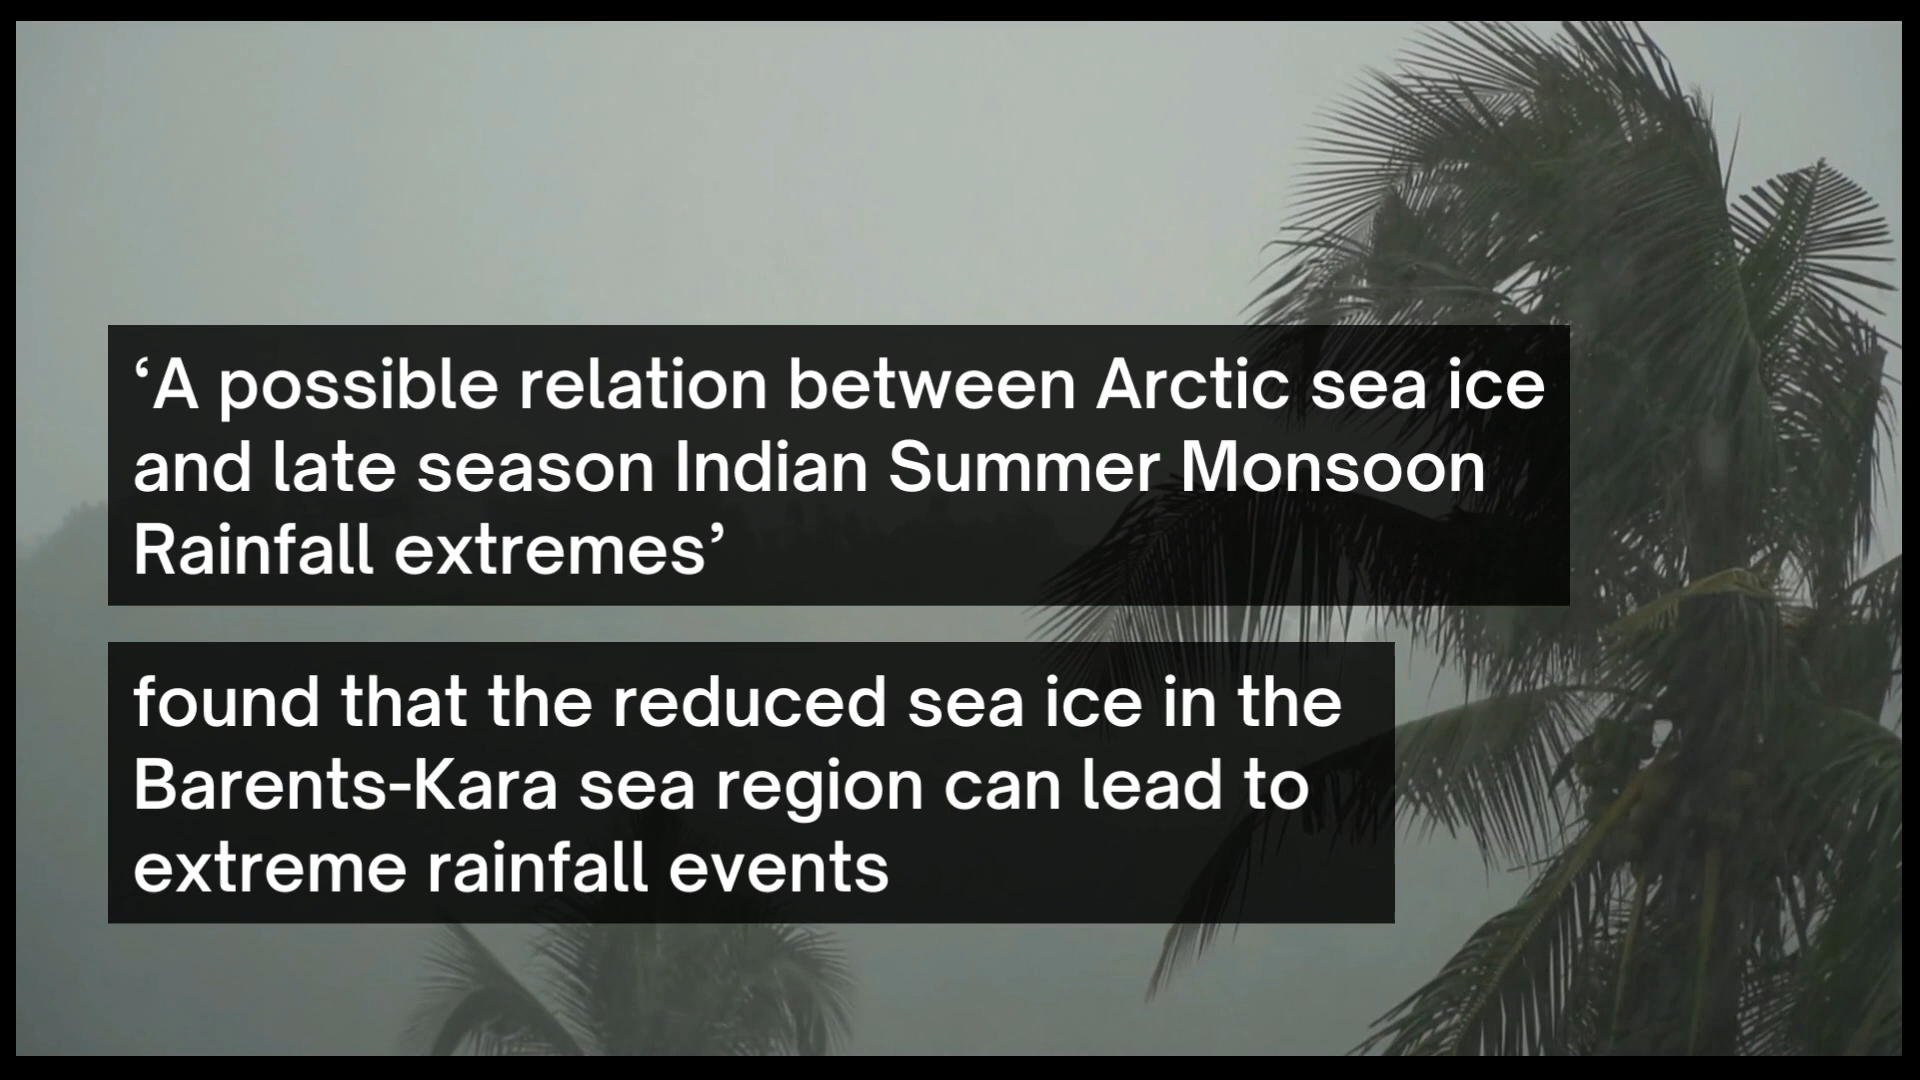 ‘A possible relation between Arctic sea ice
and late season Indian Summer Monsoon
Rainfall extremes’
found that the reduced sea ice in the
Barents-Kara sea region can lead to
extreme rainfall events